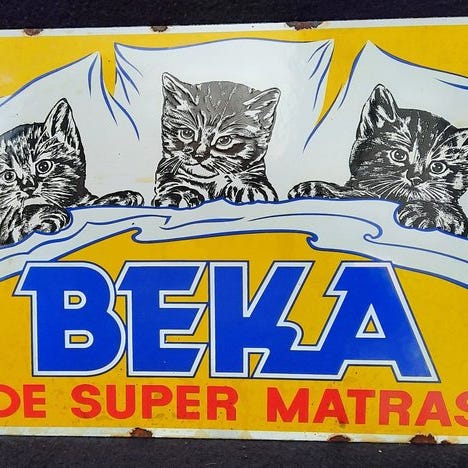 BEKA
DE SUPER MATRAS